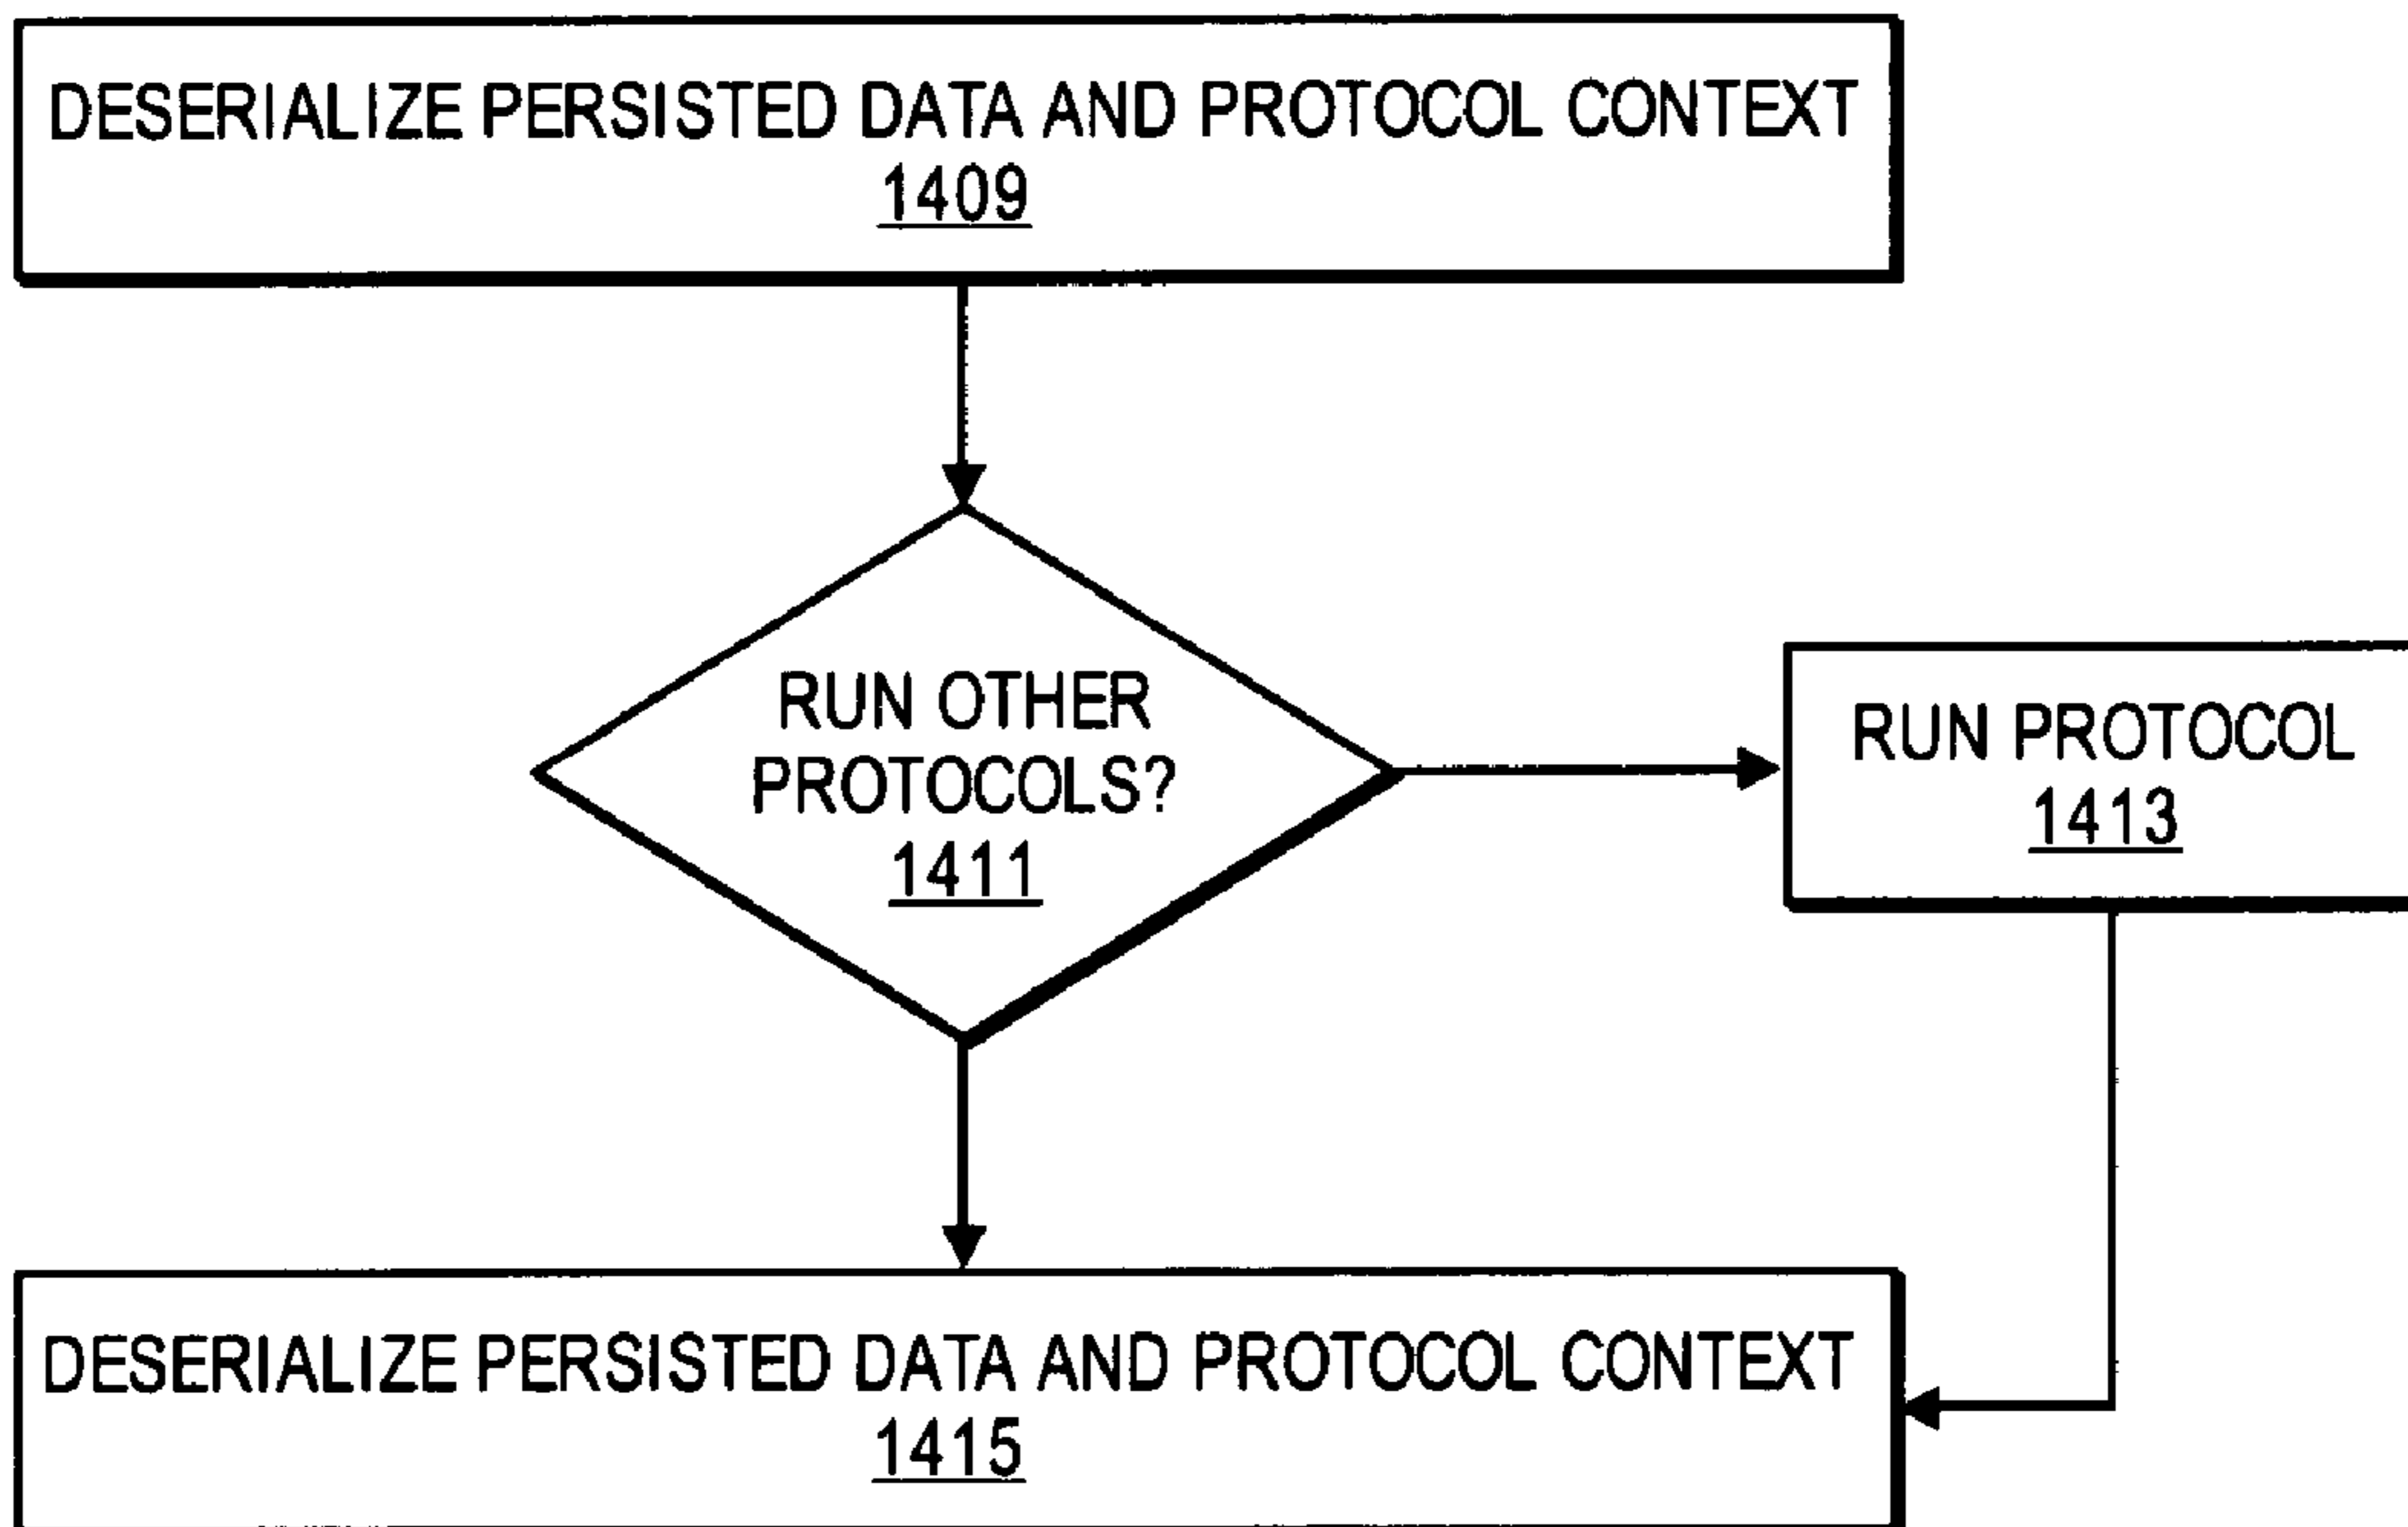 DESERIALIZE PERSISTED DATA AND PROTOCOL CONTEXT
1409
RUN OTHER
PROTOCOLS?
1411
RUN PROTOCOL
1413
DESERIALIZE PERSISTED DATA AND PROTOCOL CONTEXT
1415